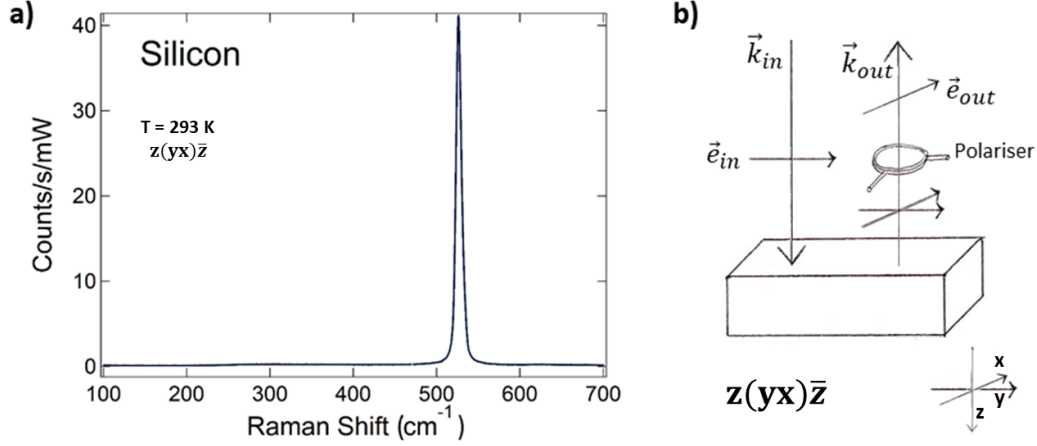 a)
Silicon
T = 293 K
z(yx)z̄
Counts/s/mW
40
30
20
10
0
100 200 300 400 500 600 700
Raman Shift (cm⁻¹)
b)
k⃗in
k⃗out
e⃗out
e⃗in
Polariser
z(yx)z̄
x
y
z